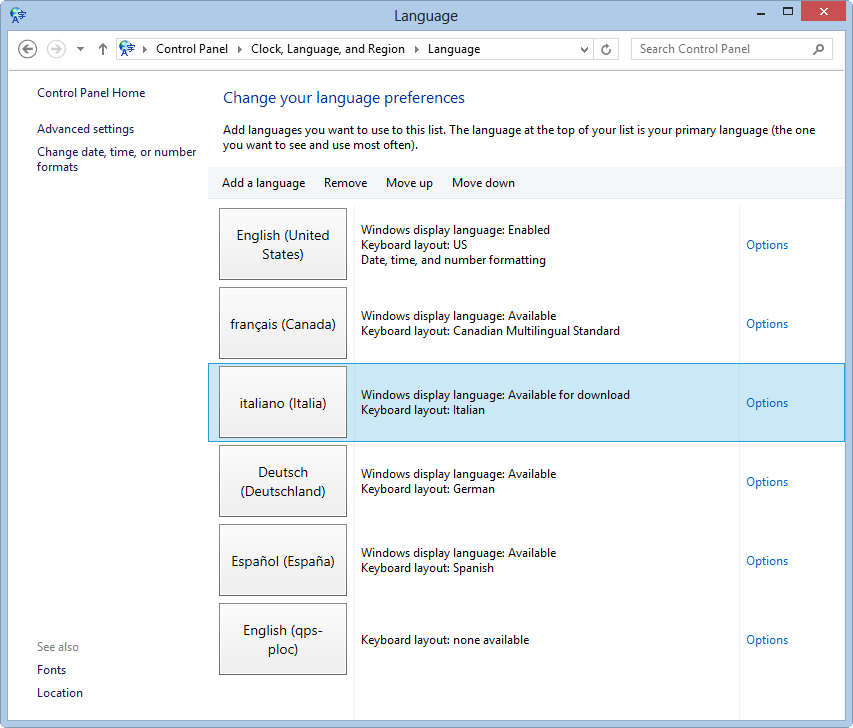 Language
Control Panel Clock, Language, and Region Language
Search Control Panel
Control Panel Home
Advanced settings
Change date, time, or number
formats
Change your language preferences
Add languages you want to use to this list. The language at the top of your list is your primary language (the one
you want to see and use most often).
Add a language Remove Move up Move down
English (United
States)
Windows display language: Enabled
Keyboard layout: US
Date, time, and number formatting
Options
français (Canada)
Windows display language: Available
Keyboard layout: Canadian Multilingual Standard
Options
italiano (Italia)
Windows display language: Available for download
Keyboard layout: Italian
Options
Deutsch
(Deutschland)
Windows display language: Available
Keyboard layout: German
Options
Español (España)
Windows display language: Available
Keyboard layout: Spanish
Options
English (qps-
ploc)
Keyboard layout: none available
Options
See also
Fonts
Location